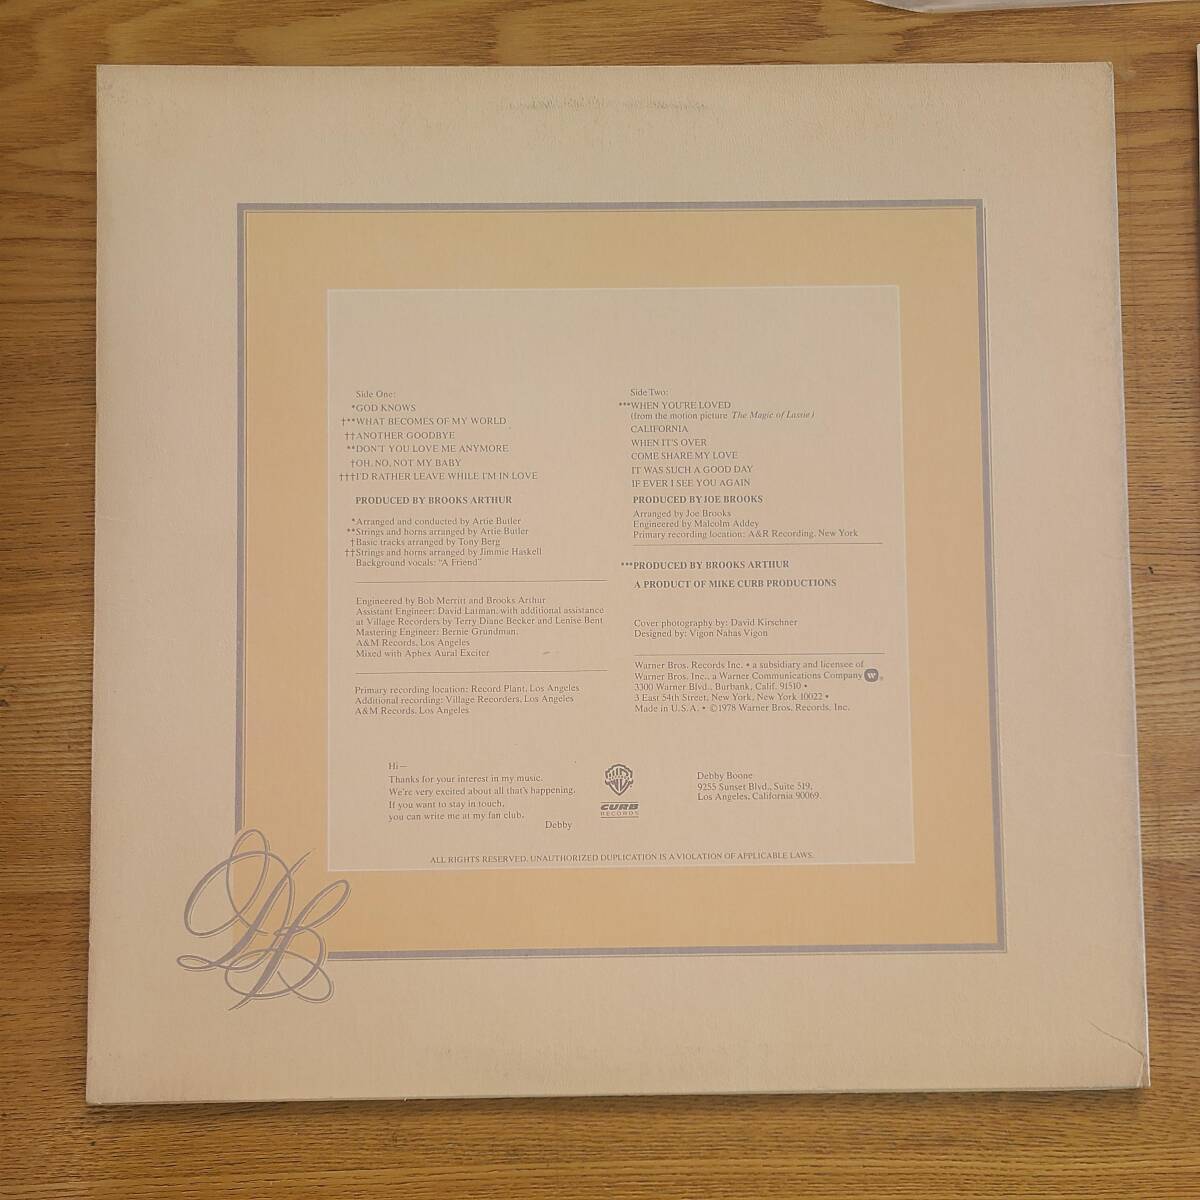 Side One:
*GOD KNOWS
†**WHAT BECOMES OF MY WORLD
††ANOTHER GOODBYE
**DON'T YOU LOVE ME ANYMORE
†OH, NO, NOT MY BABY
†††I'D RATHER LEAVE WHILE I'M IN LOVE
PRODUCED BY BROOKS ARTHUR
*Arranged and conducted by Artie Butler
**Strings and horns arranged by Artie Butler
†Basic tracks arranged by Tony Berg
††Strings and horns arranged by Jimmie Haskell
Background vocals: "A Friend"
Engineered by Bob Merritt and Brooks Arthur
Assistant Engineer: David Latman, with additional assistance
at Village Recorders by Terry Diane Becker and Lenise Bent
Mastering Engineer: Bernie Grundman,
A&M Records, Los Angeles
Mixed with Aphex Aural Exciter
Primary recording location: Record Plant, Los Angeles
Additional recording: Village Recorders, Los Angeles
A&M Records, Los Angeles
Side Two:
***WHEN YOU'RE LOVED
(from the motion picture The Magic of Lassie)
CALIFORNIA
WHEN IT'S OVER
COME SHARE MY LOVE
IT WAS SUCH A GOOD DAY
IF EVER I SEE YOU AGAIN
PRODUCED BY JOE BROOKS
Arranged by Joe Brooks
Engineered by Malcolm Addey
Primary recording location: A&R Recording, New York
***PRODUCED BY BROOKS ARTHUR
A PRODUCT OF MIKE CURB PRODUCTIONS
Cover photography by: David Kirschner
Designed by: Vigon Nahas Vigon
Warner Bros. Records Inc. • a subsidiary and licensee of
Warner Bros. Inc., a Warner Communications Company W ®
3300 Warner Blvd., Burbank, Calif. 91510 •
3 East 54th Street, New York, New York 10022 •
Made in U.S.A. • ©1978 Warner Bros. Records, Inc.
Hi—
Thanks for your interest in my music.
We're very excited about all that's happening.
If you want to stay in touch,
you can write me at my fan club.
Debby
WB
CURB
RECORDS
Debby Boone
9255 Sunset Blvd., Suite 519,
Los Angeles, California 90069
ALL RIGHTS RESERVED. UNAUTHORIZED DUPLICATION IS A VIOLATION OF APPLICABLE LAWS.
DB